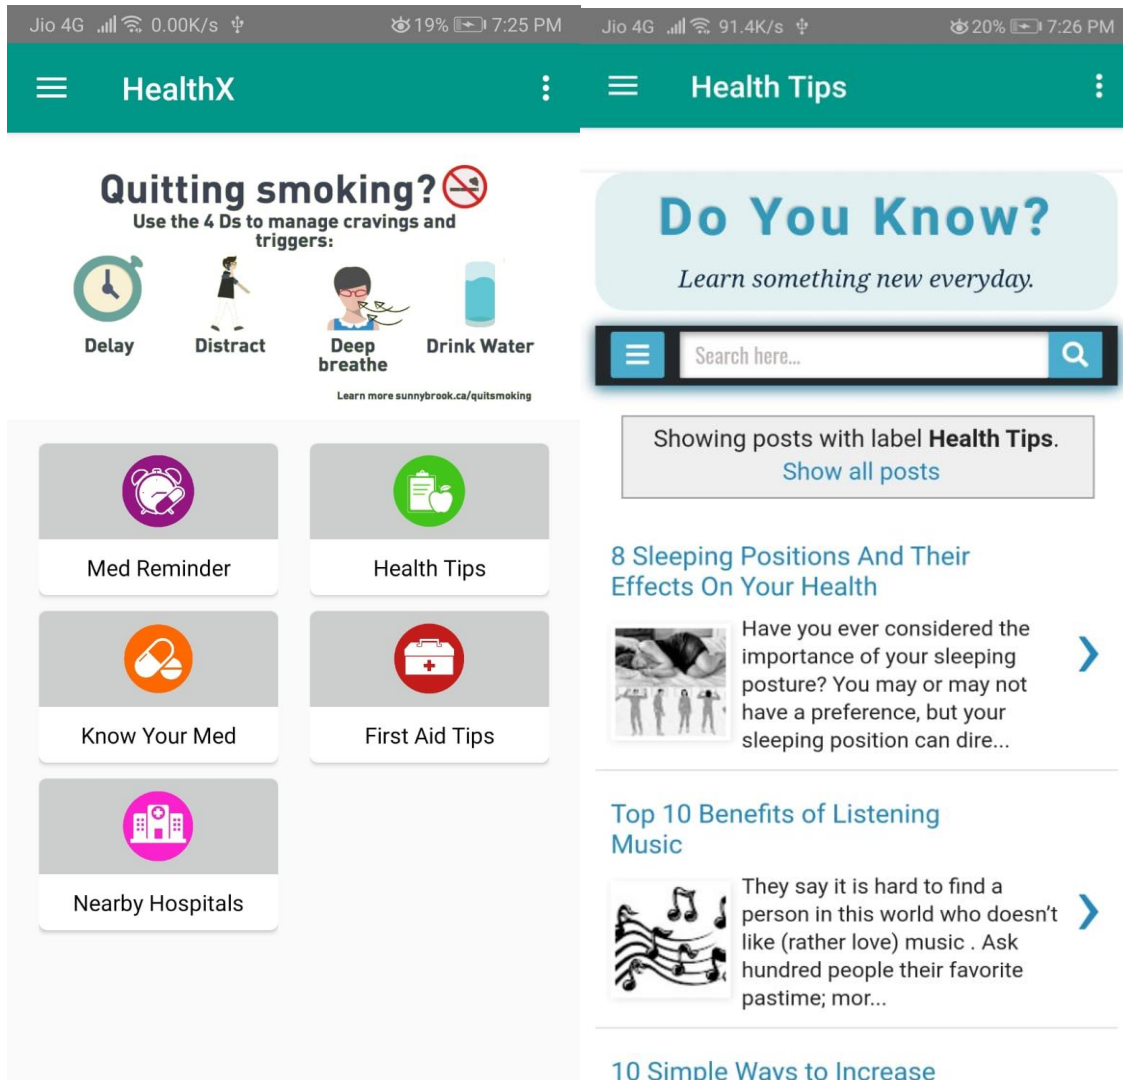 Jio 4G 0.00K/s 19% 7:25 PM
HealthX
Quitting smoking?
Use the 4 Ds to manage cravings and
triggers:
Delay
Distract
Deep
breathe
Drink Water
Learn more sunnybrook.ca/quitsmoking
Med Reminder
Health Tips
Know Your Med
First Aid Tips
Nearby Hospitals
Jio 4G 91.4K/s 20% 7:26 PM
Health Tips
Do You Know?
Learn something new everyday.
Search here...
Showing posts with label Health Tips.
Show all posts
8 Sleeping Positions And Their
Effects On Your Health
Have you ever considered the
importance of your sleeping
posture? You may or may not
have a preference, but your
sleeping position can dire...
Top 10 Benefits of Listening
Music
They say it is hard to find a
person in this world who doesn’t
like (rather love) music . Ask
hundred people their favorite
pastime; mor...
10 Simple Ways to Increase